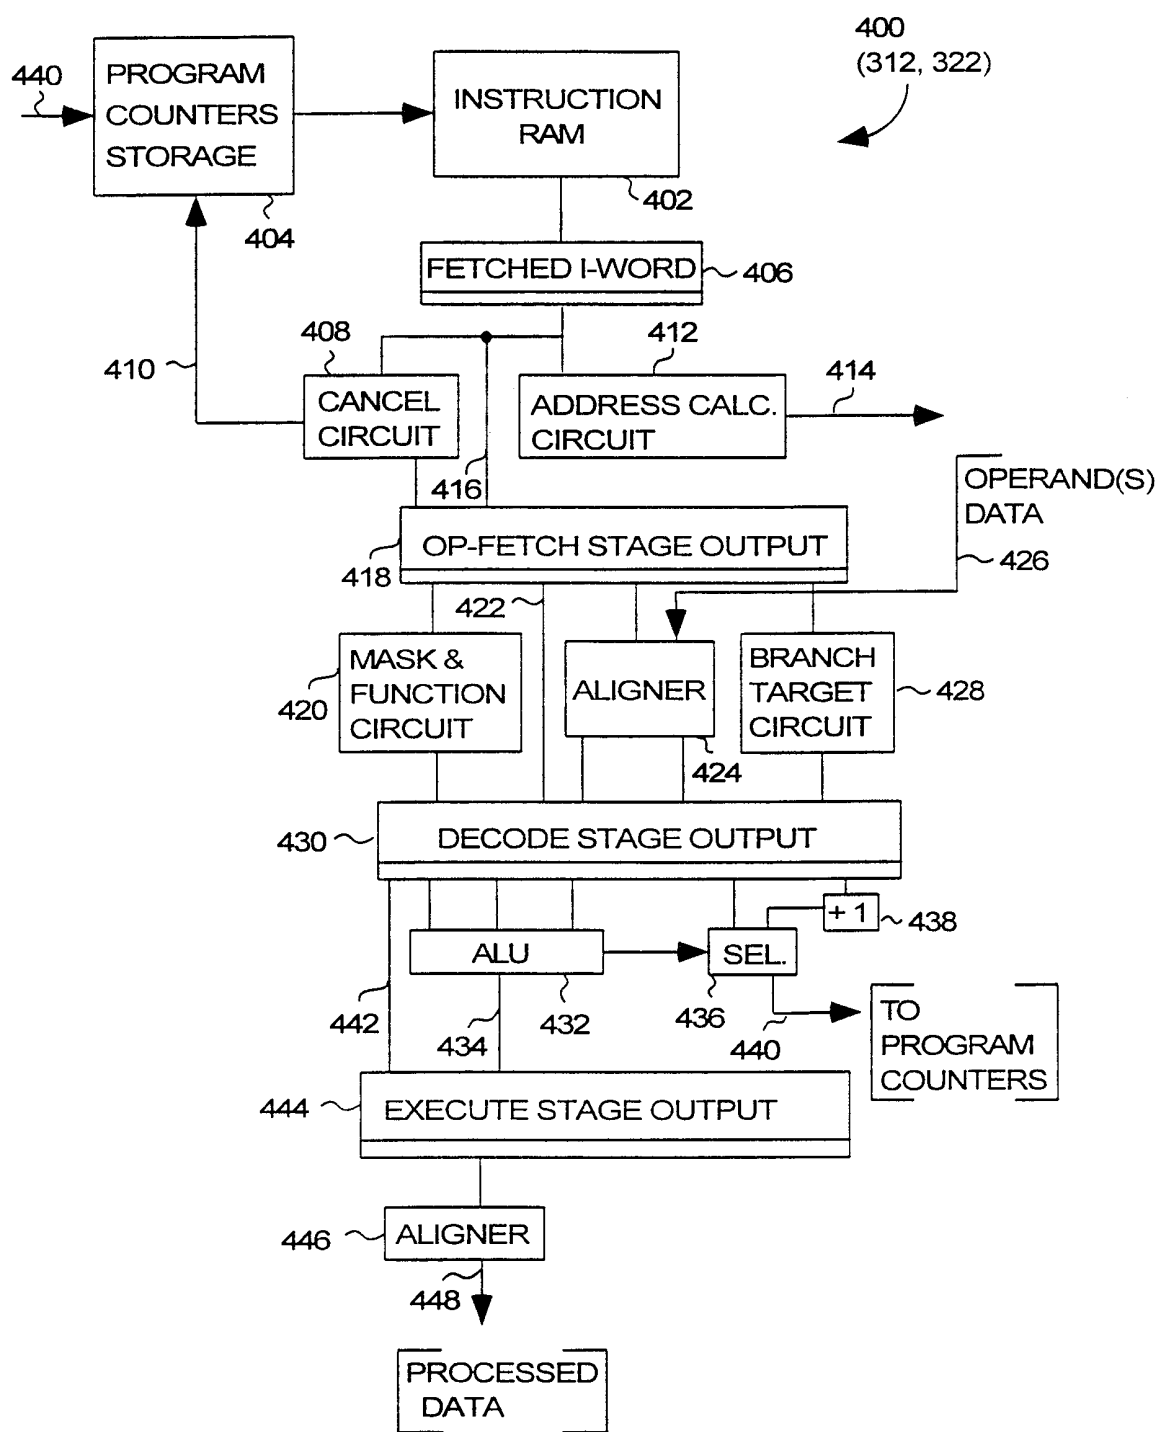 400
(312, 322)
440
PROGRAM
COUNTERS
STORAGE
404
INSTRUCTION
RAM
402
FETCHED I-WORD
406
410
408
CANCEL
CIRCUIT
412
ADDRESS CALC.
CIRCUIT
414
416
OPERAND(S)
DATA
426
418
OP-FETCH STAGE OUTPUT
422
420
MASK &
FUNCTION
CIRCUIT
ALIGNER
424
BRANCH
TARGET
CIRCUIT
428
430
DECODE STAGE OUTPUT
+ 1
438
ALU
432
SEL.
436
442
434
440
TO
PROGRAM
COUNTERS
444
EXECUTE STAGE OUTPUT
446
ALIGNER
448
PROCESSED
DATA